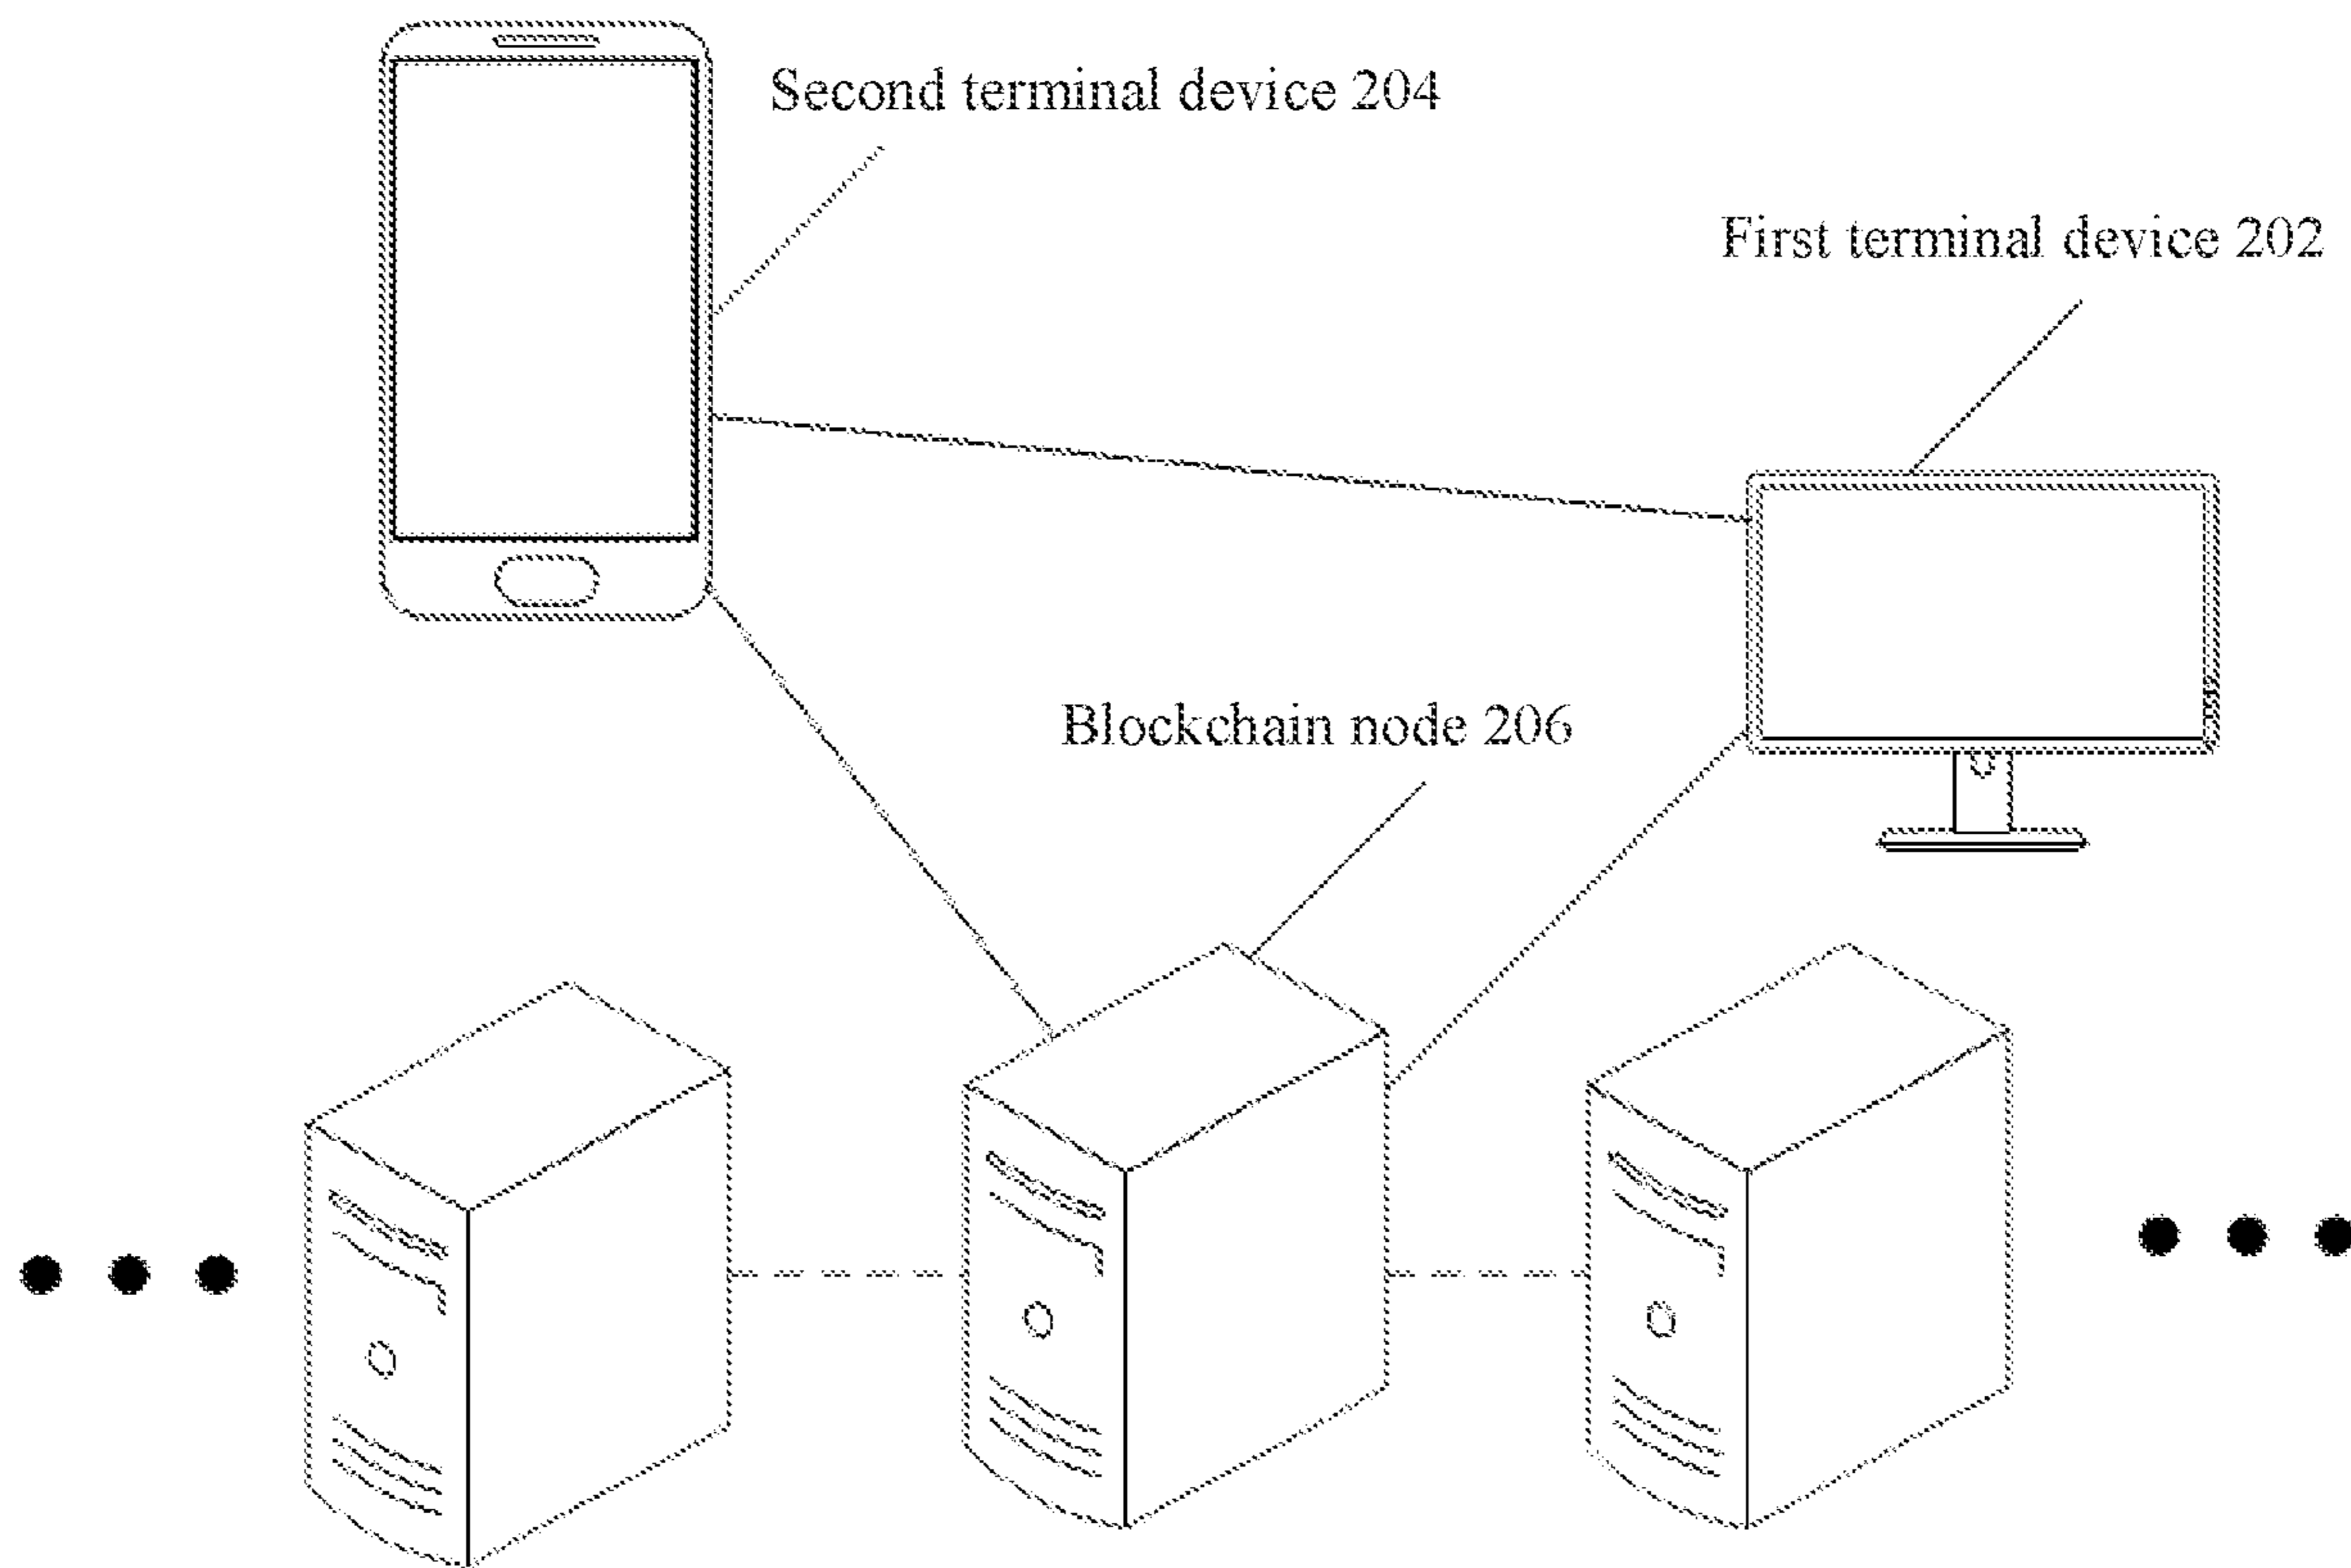 Second terminal device 204
First terminal device 202
Blockchain node 206